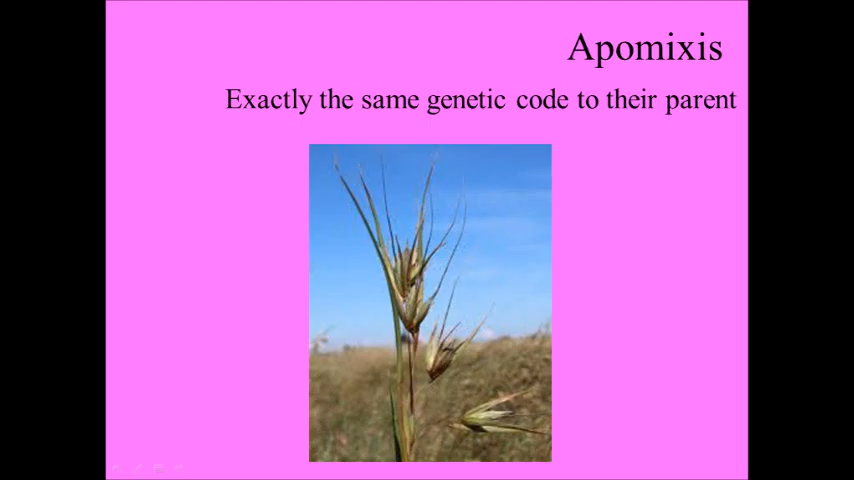 Apomixis
Exactly the same genetic code to their parent